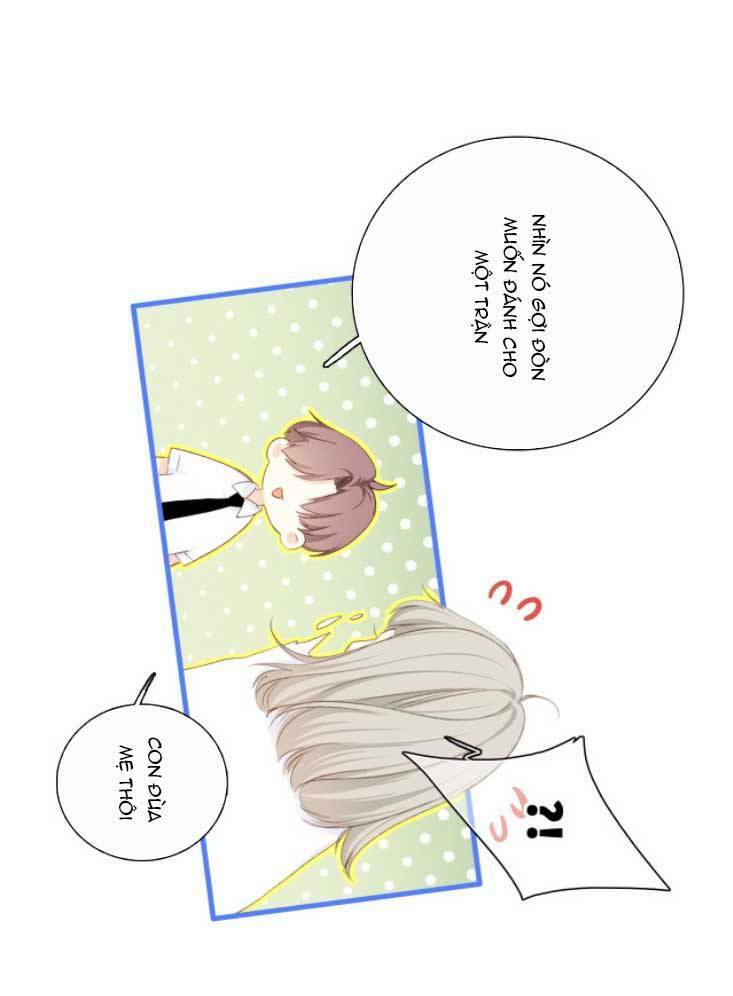 NHÌN NÓ GỢI ĐÒN
MUỐN ĐÁNH CHO
MỘT TRẬN
?!
CON ĐÙA
MẸ THÔI